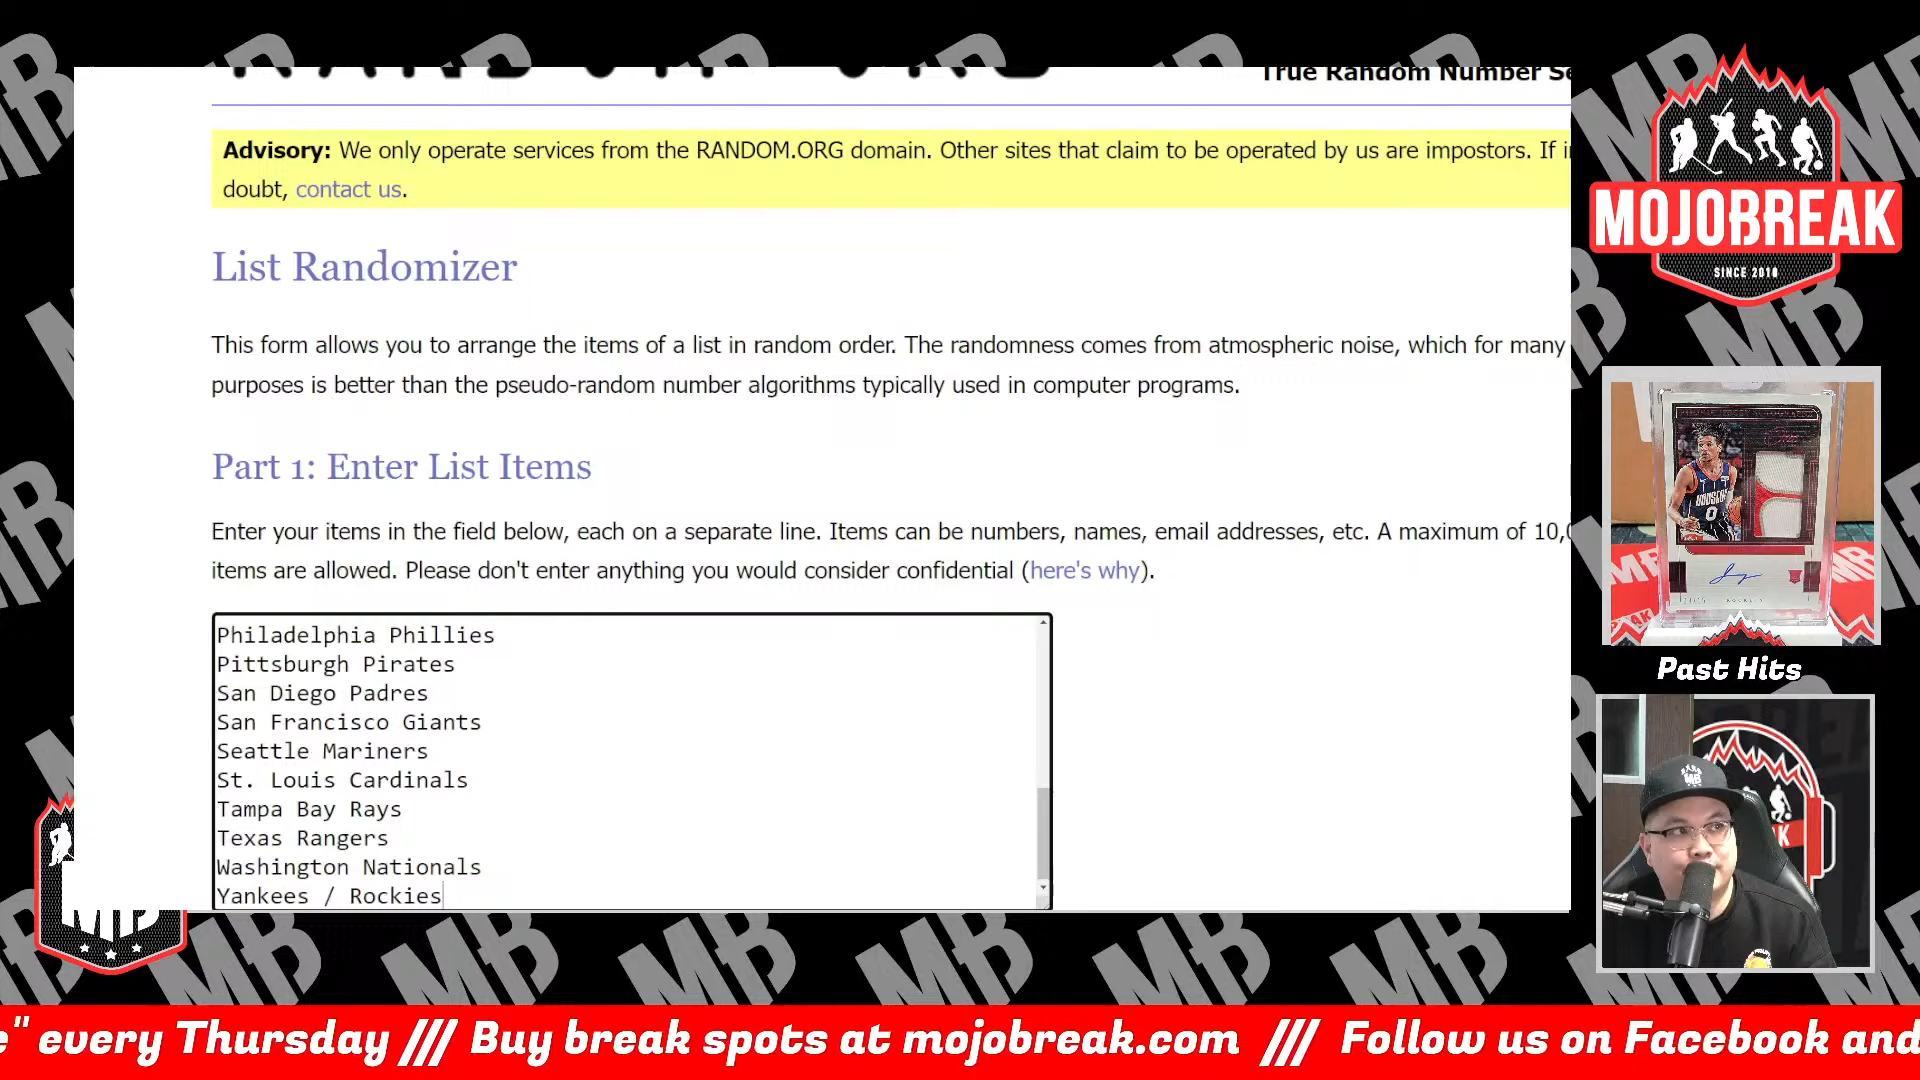 RANDOM.ORG
True Random Number Se
Advisory: We only operate services from the RANDOM.ORG domain. Other sites that claim to be operated by us are impostors. If in
doubt, contact us.
List Randomizer
This form allows you to arrange the items of a list in random order. The randomness comes from atmospheric noise, which for many
purposes is better than the pseudo-random number algorithms typically used in computer programs.
Part 1: Enter List Items
Enter your items in the field below, each on a separate line. Items can be numbers, names, email addresses, etc. A maximum of 10,0
items are allowed. Please don't enter anything you would consider confidential (here's why).
Philadelphia Phillies
Pittsburgh Pirates
San Diego Padres
San Francisco Giants
Seattle Mariners
St. Louis Cardinals
Tampa Bay Rays
Texas Rangers
Washington Nationals
Yankees / Rockies
MOJOBREAK
SINCE 2010
Past Hits
MB
e" every Thursday /// Buy break spots at mojobreak.com /// Follow us on Facebook and